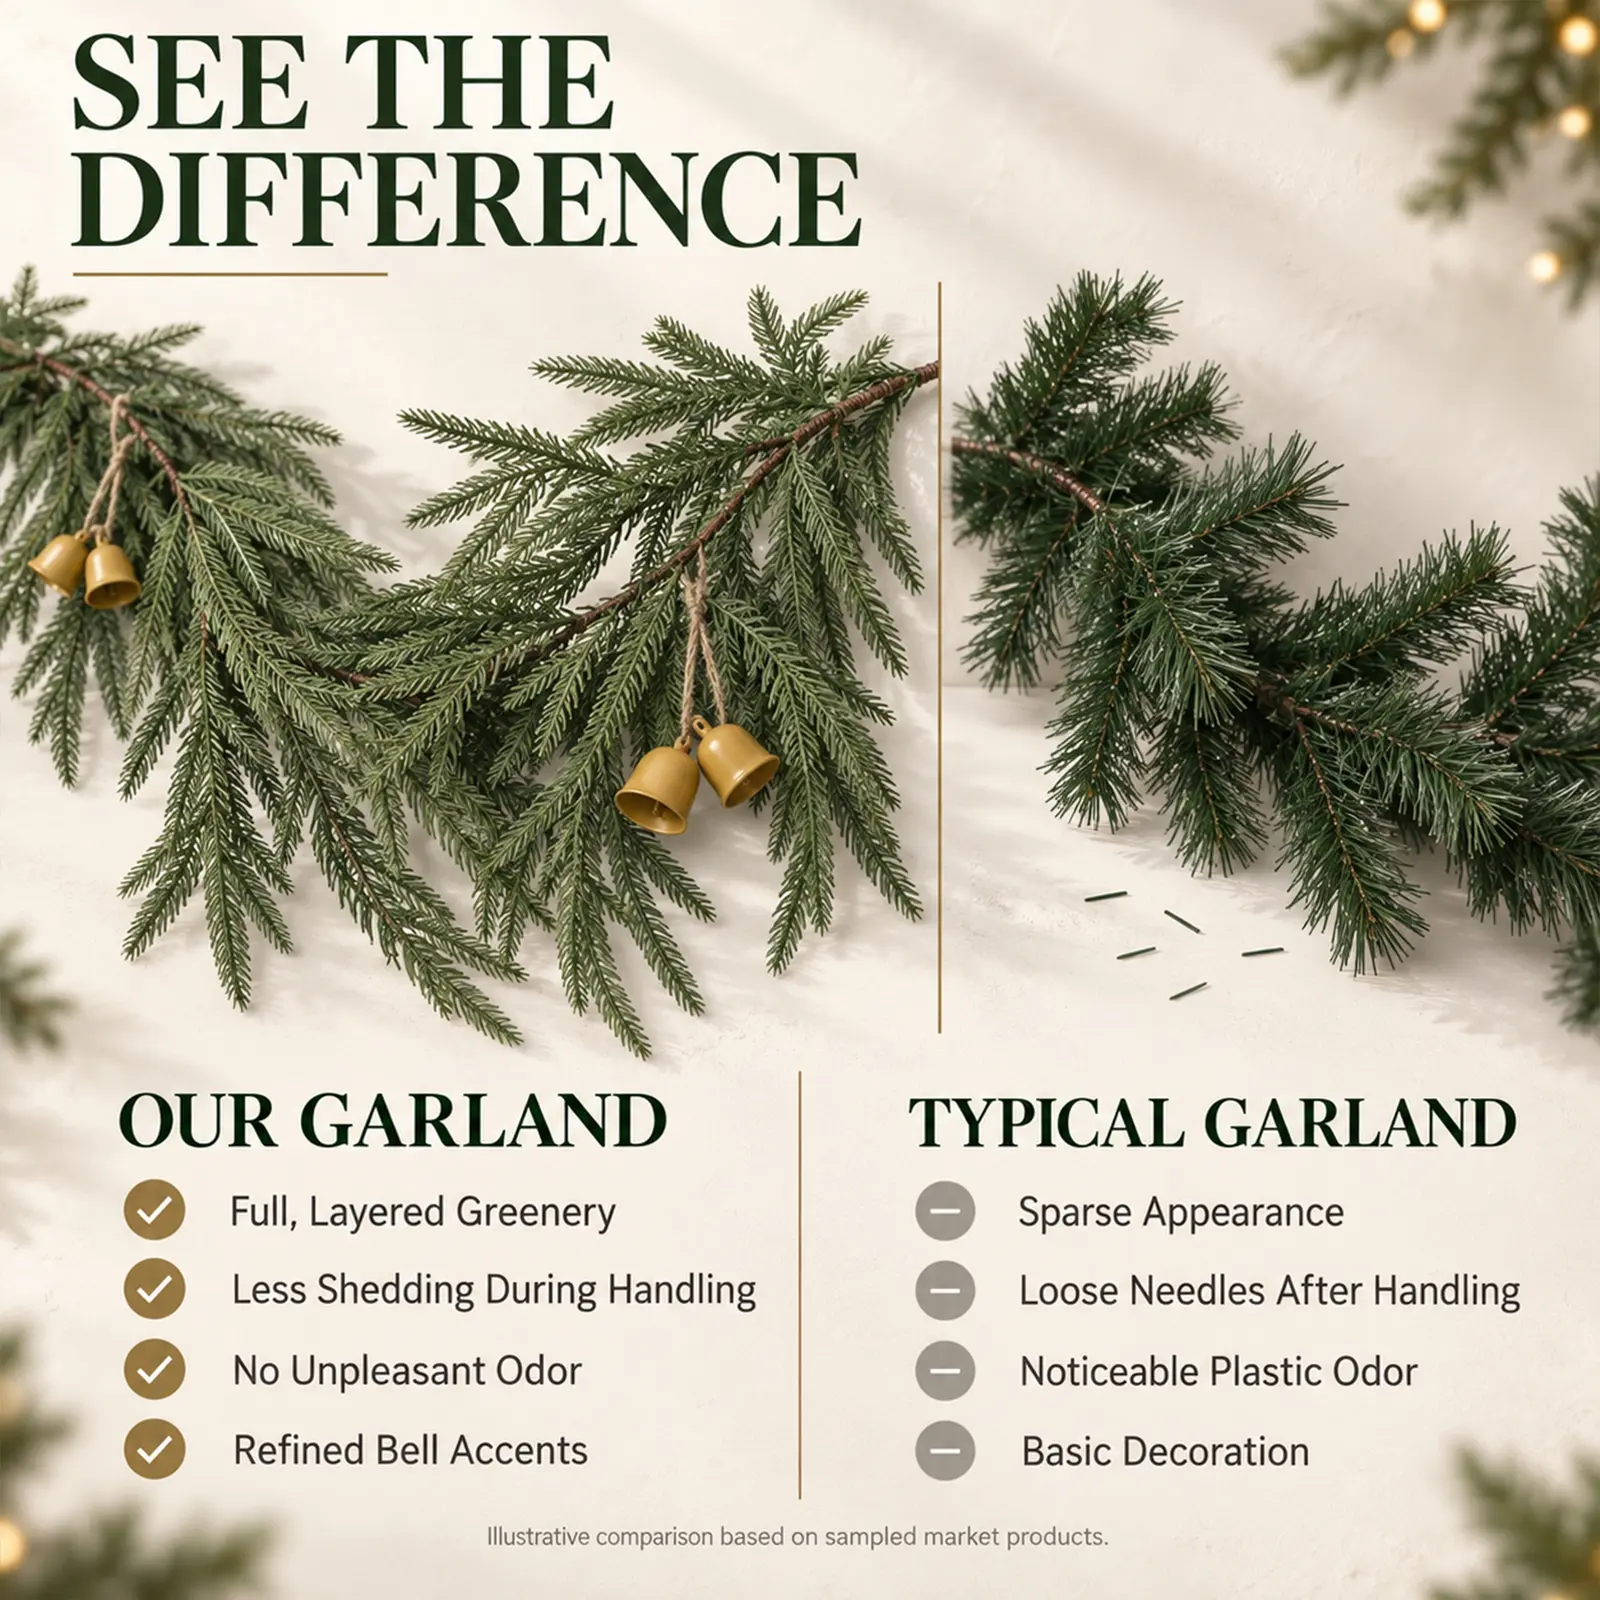 SEE THE
DIFFERENCE
OUR GARLAND
Full, Layered Greenery
Less Shedding During Handling
No Unpleasant Odor
Refined Bell Accents
TYPICAL GARLAND
Sparse Appearance
Loose Needles After Handling
Noticeable Plastic Odor
Basic Decoration
Illustrative comparison based on sampled market products.